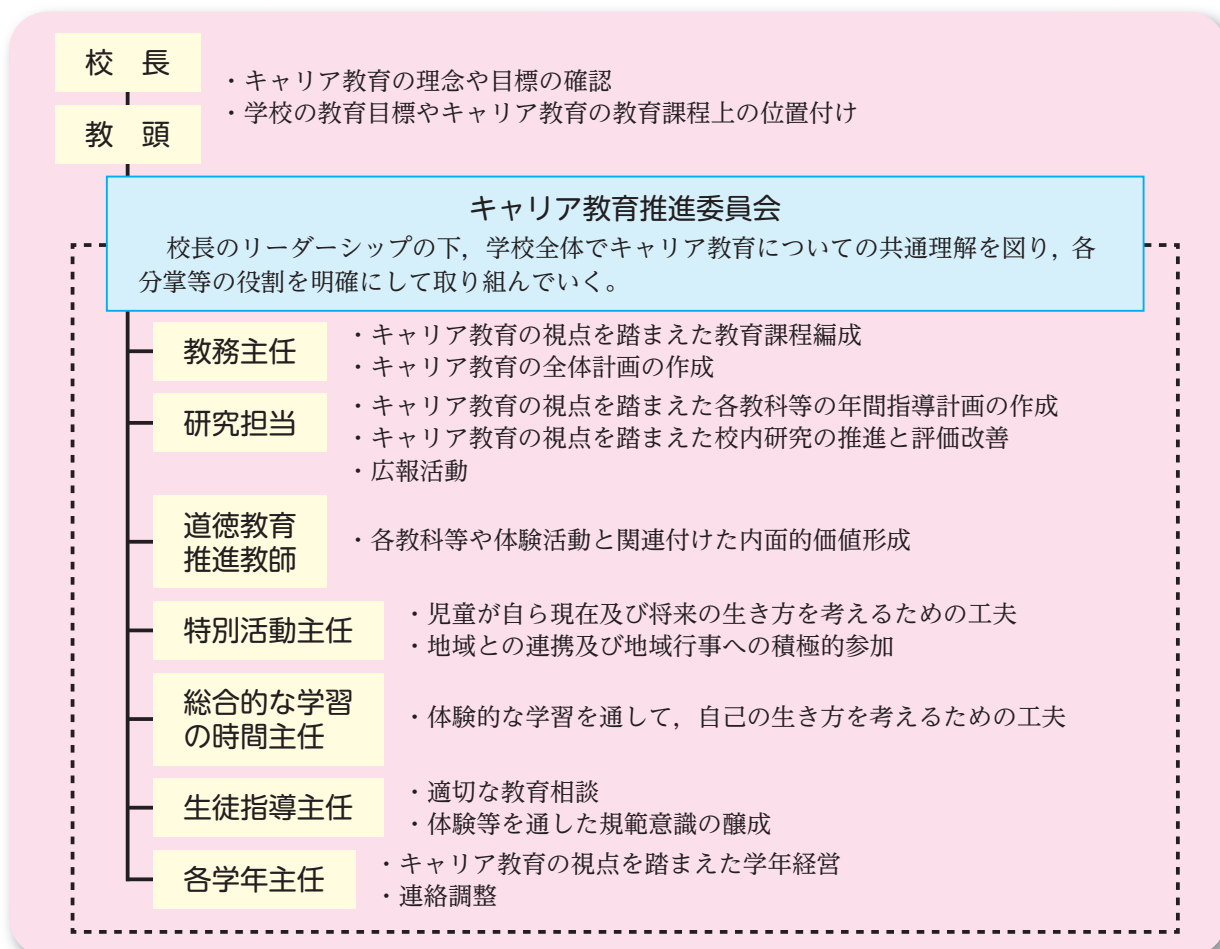 校　長
・キャリア教育の理念や目標の確認
・学校の教育目標やキャリア教育の教育課程上の位置付け
教　頭
キャリア教育推進委員会
　校長のリーダーシップの下，学校全体でキャリア教育についての共通理解を図り，各
分掌等の役割を明確にして取り組んでいく。
教務主任
・キャリア教育の視点を踏まえた教育課程編成
・キャリア教育の全体計画の作成
研究担当
・キャリア教育の視点を踏まえた各教科等の年間指導計画の作成
・キャリア教育の視点を踏まえた校内研究の推進と評価改善
・広報活動
道徳教育
推進教師
・各教科等や体験活動と関連付けた内面的価値形成
特別活動主任
・児童が自ら現在及び将来の生き方を考えるための工夫
・地域との連携及び地域行事への積極的参加
総合的な学習
の時間主任
・体験的な学習を通して，自己の生き方を考えるための工夫
生徒指導主任
・適切な教育相談
・体験等を通した規範意識の醸成
各学年主任
・キャリア教育の視点を踏まえた学年経営
・連絡調整